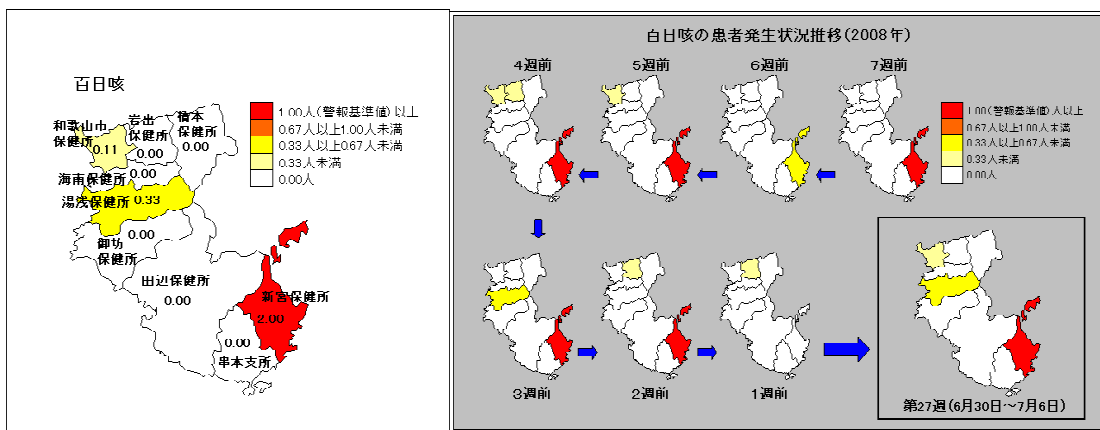 百日咳
和歌山市
保健所
0.11
岩出
保健所
0.00
橋本
保健所
0.00
海南保健所
0.00
湯浅保健所
0.33
御坊
保健所
0.00
田辺保健所
0.00
新宮保健所
2.00
0.00
串本支所
1.00人(警報基準値)以上
0.67人以上1.00人未満
0.33人以上0.67人未満
0.33人未満
0.00人
百日咳の患者発生状況推移(2008年)
4週前
5週前
6週前
7週前
1.00(警報基準値)人以上
0.67人以上1.00人未満
0.33人以上0.67人未満
0.33人未満
0.00人
3週前
2週前
1週前
第27週(6月30日~7月6日)